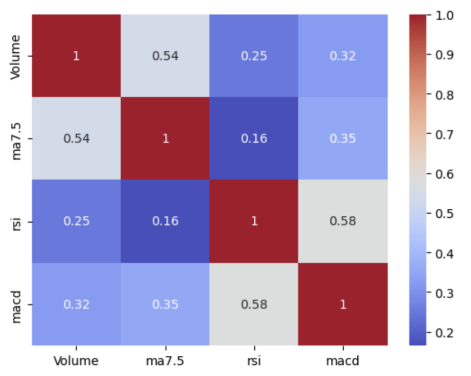 Volume 1 0.54 0.25 0.32
ma7.5 0.54 1 0.16 0.35
rsi 0.25 0.16 1 0.58
macd 0.32 0.35 0.58 1
Volume ma7.5 rsi macd
1.0
0.9
0.8
0.7
0.6
0.5
0.4
0.3
0.2